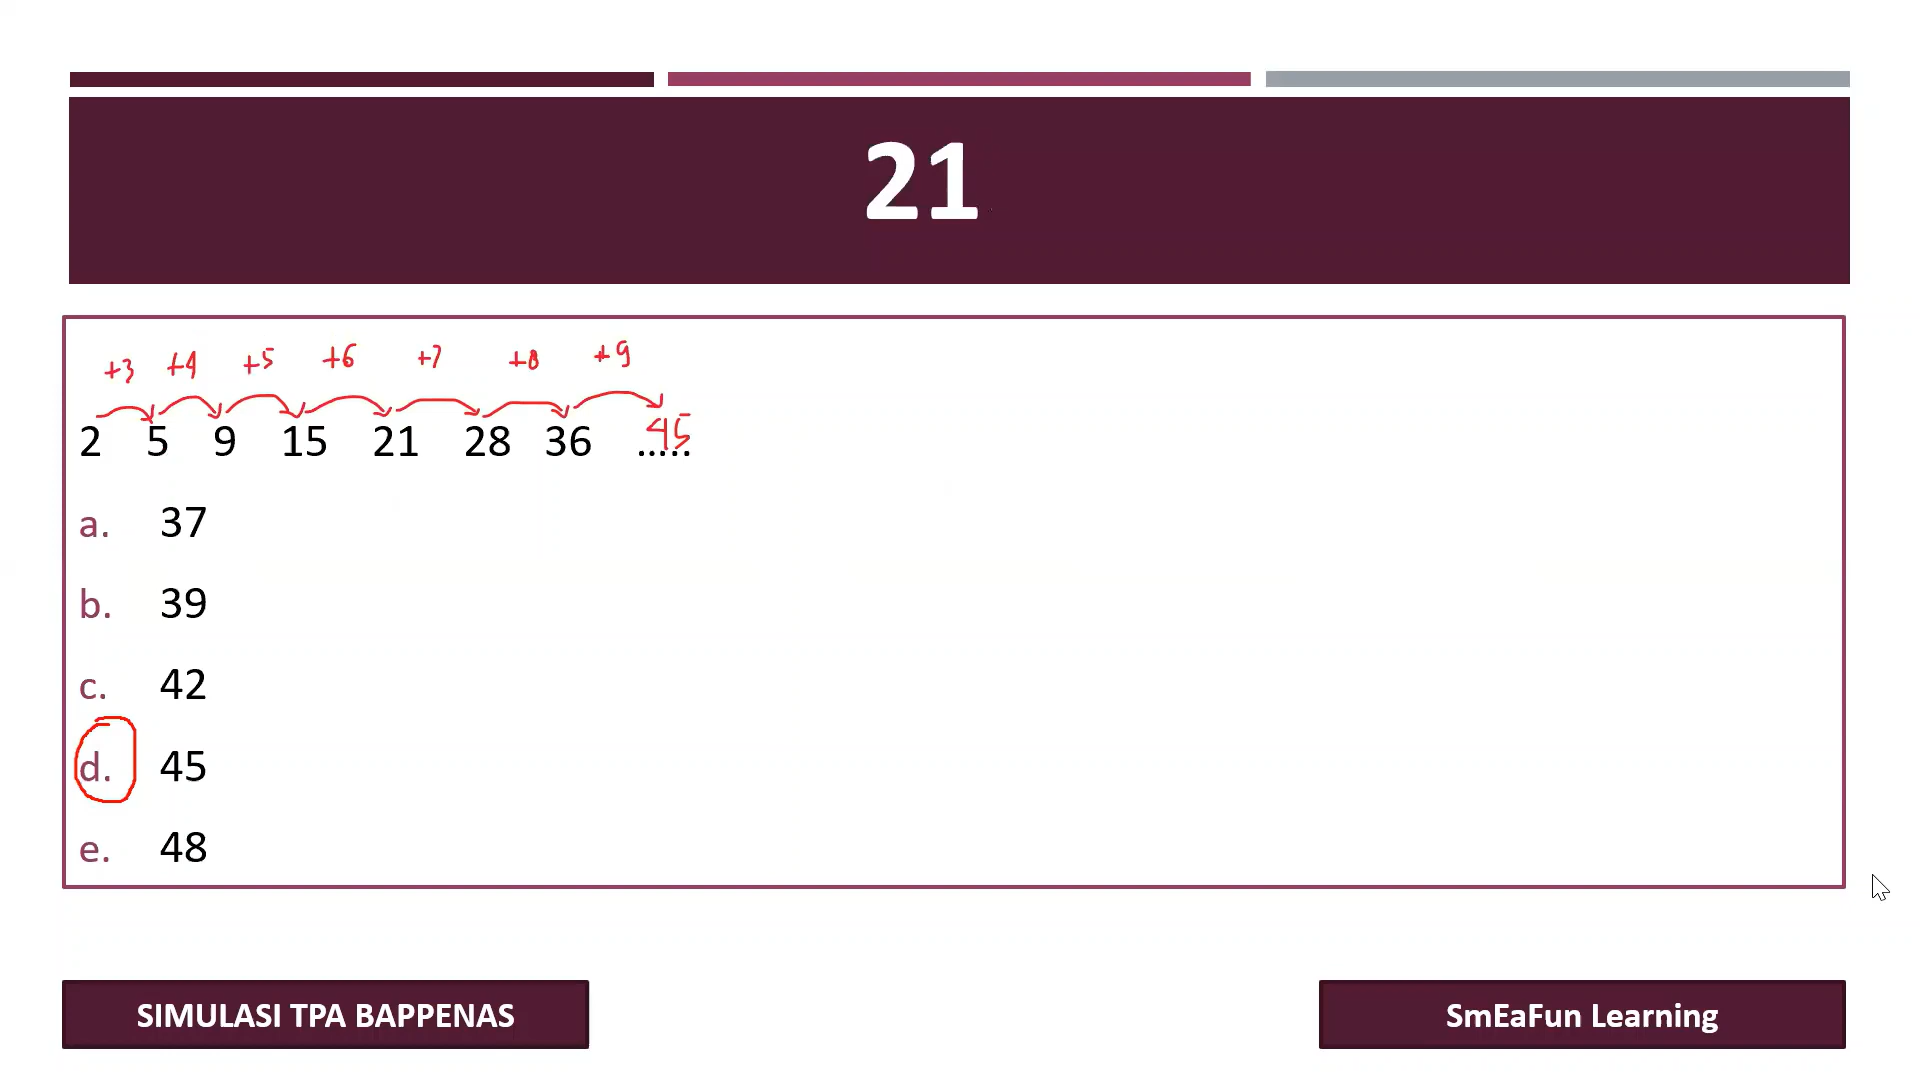 21
+3 +4 +5 +6 +7 +8 +9
2 5 9 15 21 28 36 ..... 45
a. 37
b. 39
c. 42
d. 45
e. 48
SIMULASI TPA BAPPENAS
SmEaFun Learning